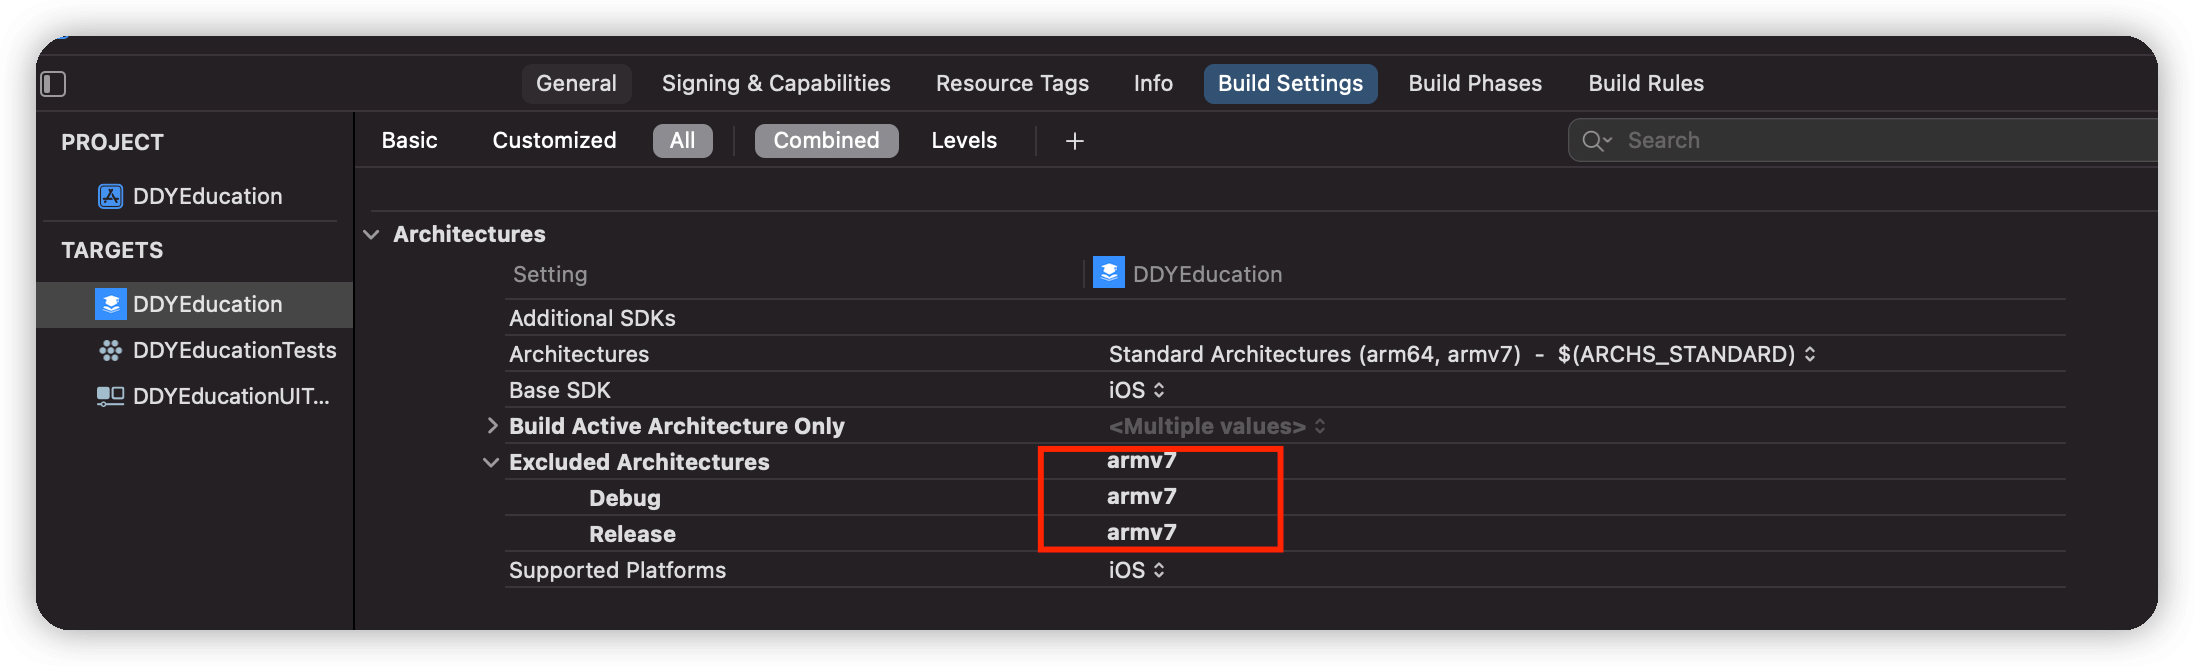 General Signing & Capabilities Resource Tags Info Build Settings Build Phases Build Rules
PROJECT
DDYEducation
TARGETS
DDYEducation
DDYEducationTests
DDYEducationUIT...
Basic Customized All Combined Levels + Search
Architectures
Setting DDYEducation
Additional SDKs
Architectures Standard Architectures (arm64, armv7) - $(ARCHS_STANDARD)
Base SDK iOS
Build Active Architecture Only <Multiple values>
Excluded Architectures armv7
Debug armv7
Release armv7
Supported Platforms iOS